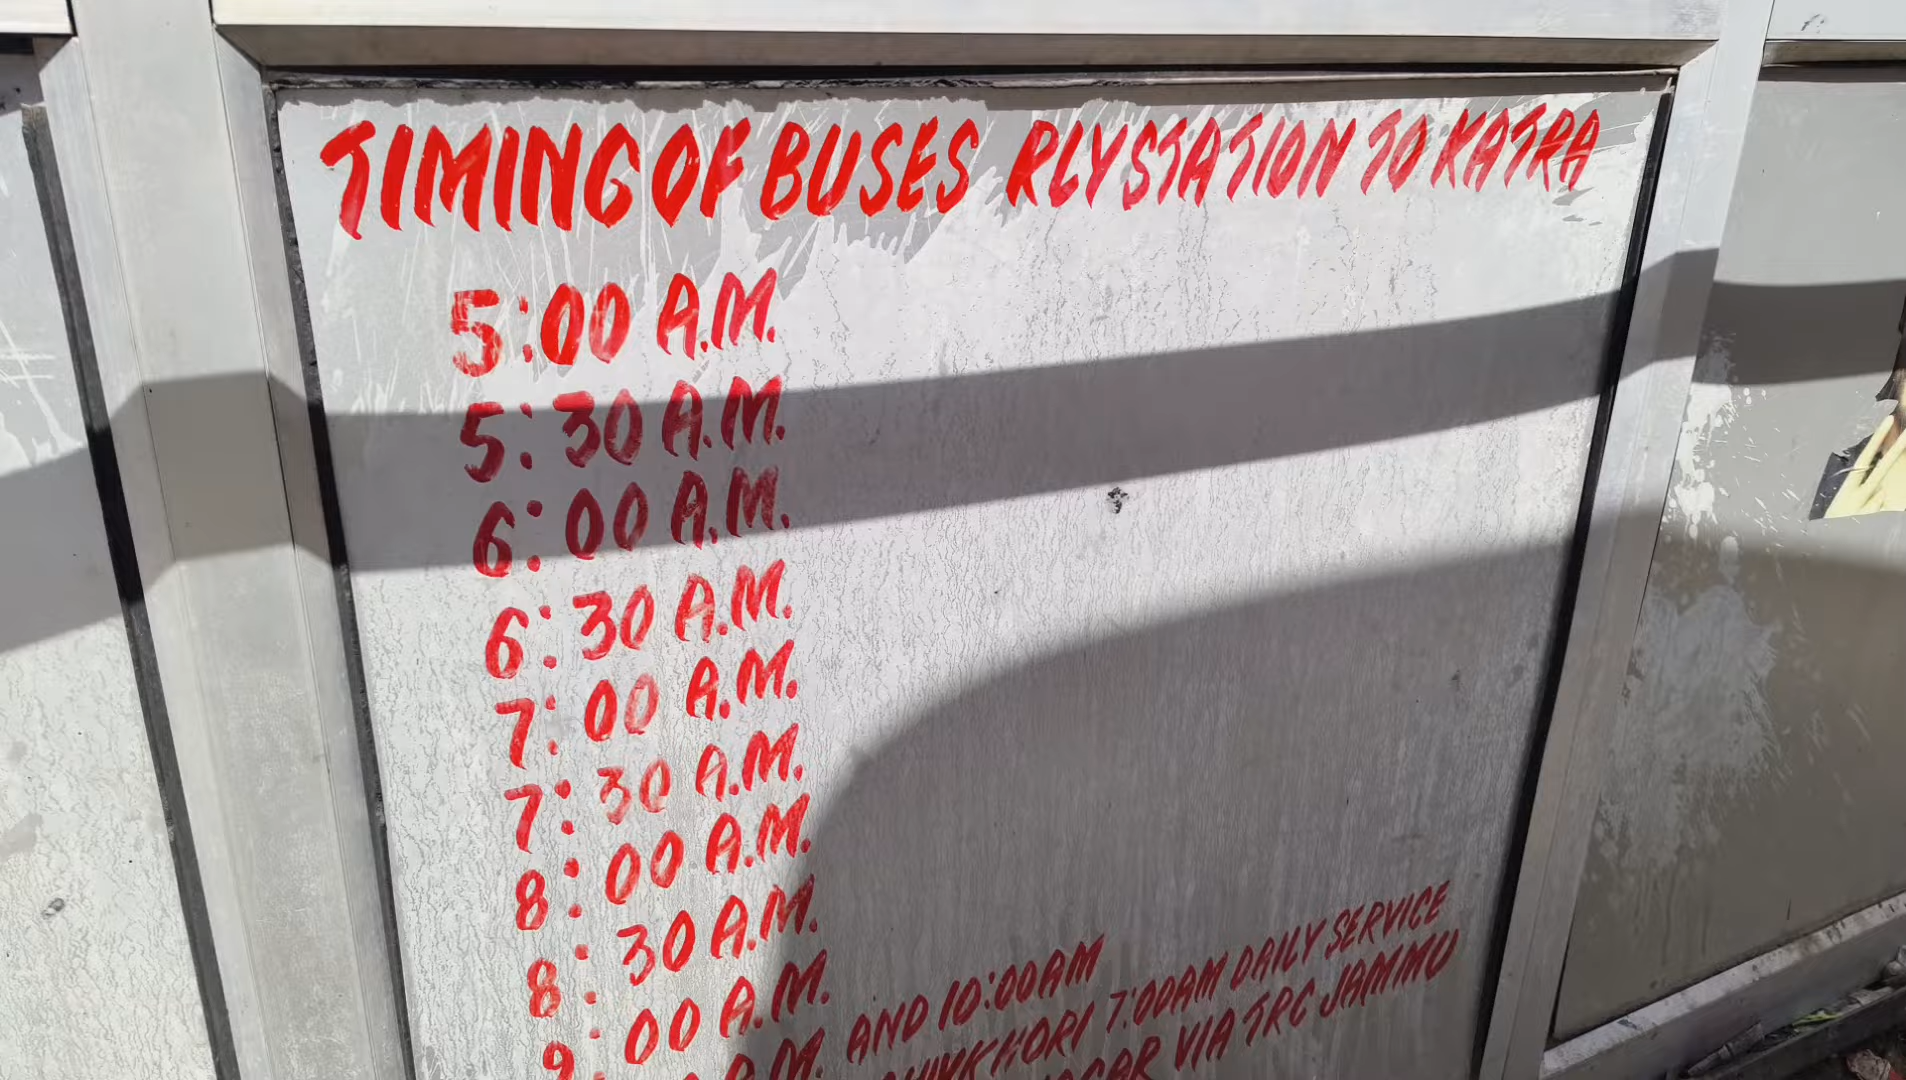 TIMING OF BUSES RLY STATION TO KATRA
5:00 A.M.
5:30 A.M.
6:00 A.M.
6:30 A.M.
7:00 A.M.
7:30 A.M.
8:00 A.M.
8:30 A.M.
9:00 A.M.
A.M. AND 10:00AM
7:00AM DAILY SERVICE
VIA TRC JAMMU